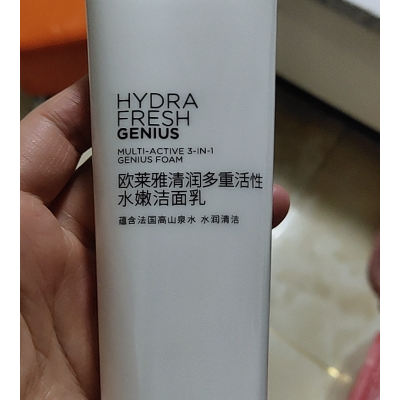 HYDRA
FRESH
GENIUS
MULTI-ACTIVE 3-IN-1
GENIUS FOAM
欧莱雅清润多重活性
水嫩洁面乳
蕴含法国高山泉水 水润清洁